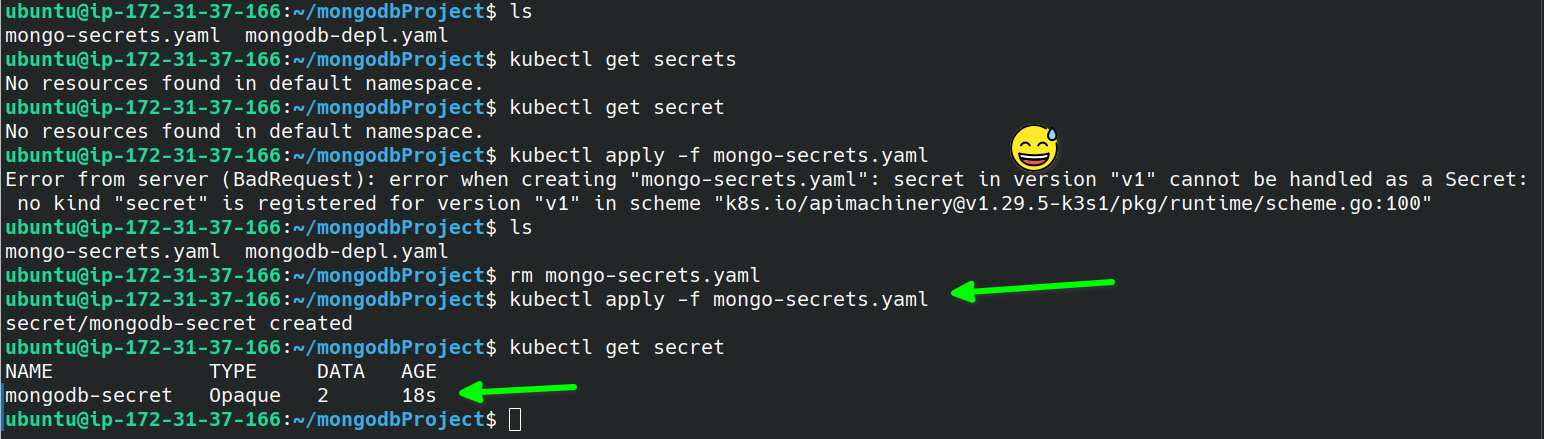 ubuntu@ip-172-31-37-166:~/mongodbProject$ ls
mongo-secrets.yaml  mongodb-depl.yaml
ubuntu@ip-172-31-37-166:~/mongodbProject$ kubectl get secrets
No resources found in default namespace.
ubuntu@ip-172-31-37-166:~/mongodbProject$ kubectl get secret
No resources found in default namespace.
ubuntu@ip-172-31-37-166:~/mongodbProject$ kubectl apply -f mongo-secrets.yaml
Error from server (BadRequest): error when creating "mongo-secrets.yaml": secret in version "v1" cannot be handled as a Secret:
 no kind "secret" is registered for version "v1" in scheme "k8s.io/apimachinery@v1.29.5-k3s1/pkg/runtime/scheme.go:100"
ubuntu@ip-172-31-37-166:~/mongodbProject$ ls
mongo-secrets.yaml  mongodb-depl.yaml
ubuntu@ip-172-31-37-166:~/mongodbProject$ rm mongo-secrets.yaml
ubuntu@ip-172-31-37-166:~/mongodbProject$ kubectl apply -f mongo-secrets.yaml
secret/mongodb-secret created
ubuntu@ip-172-31-37-166:~/mongodbProject$ kubectl get secret
NAME             TYPE     DATA   AGE
mongodb-secret   Opaque   2      18s
ubuntu@ip-172-31-37-166:~/mongodbProject$